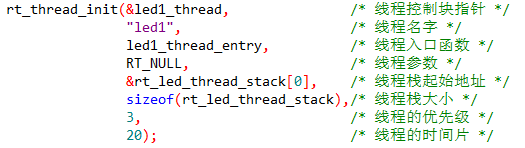 rt_thread_init(&led1_thread, /* 线程控制块指针 */
"led1", /* 线程名字 */
led1_thread_entry, /* 线程入口函数 */
RT_NULL, /* 线程参数 */
&rt_led_thread_stack[0], /* 线程栈起始地址 */
sizeof(rt_led_thread_stack),/* 线程栈大小 */
3, /* 线程的优先级 */
20); /* 线程的时间片 */